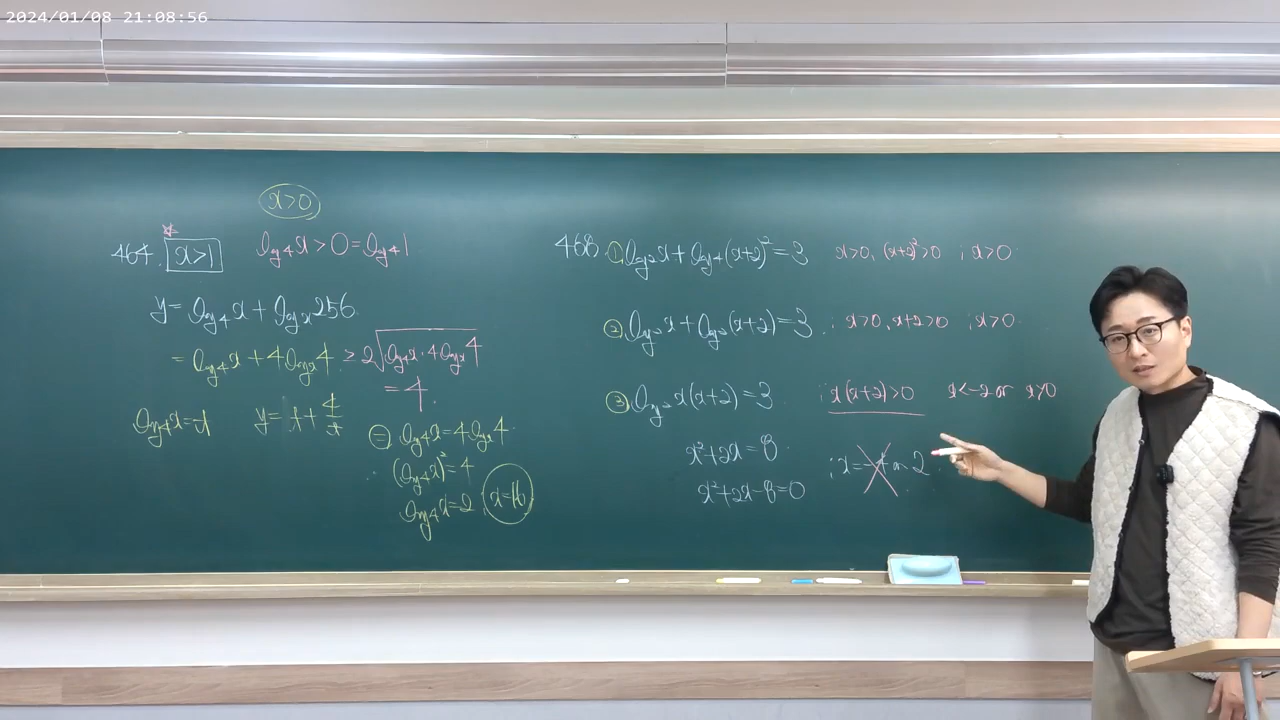 2024/01/08 21:08:56
x>0
464. x>1 log₄x>0=log₄1
y=log₄x+logₓ256
=log₄x+4logₓ4 ≥2√(log₄x·4logₓ4)
=4.
log₄x=t y=t+4/t
(=) log₄x=4logₓ4
∴ (log₄x)²=4
log₄x=2 x=16
468. ① log₂x+log₄(x+2)²=3 x>0, (x+2)²>0 ; x>0
② log₂x+log₂(x+2)=3 ; x>0, x+2>0 ; x>0
③ log₂x(x+2)=3 ; x(x+2)>0 x<-2 or x>0
x²+2x=8
x²+2x-8=0 ; x=-4 or 2